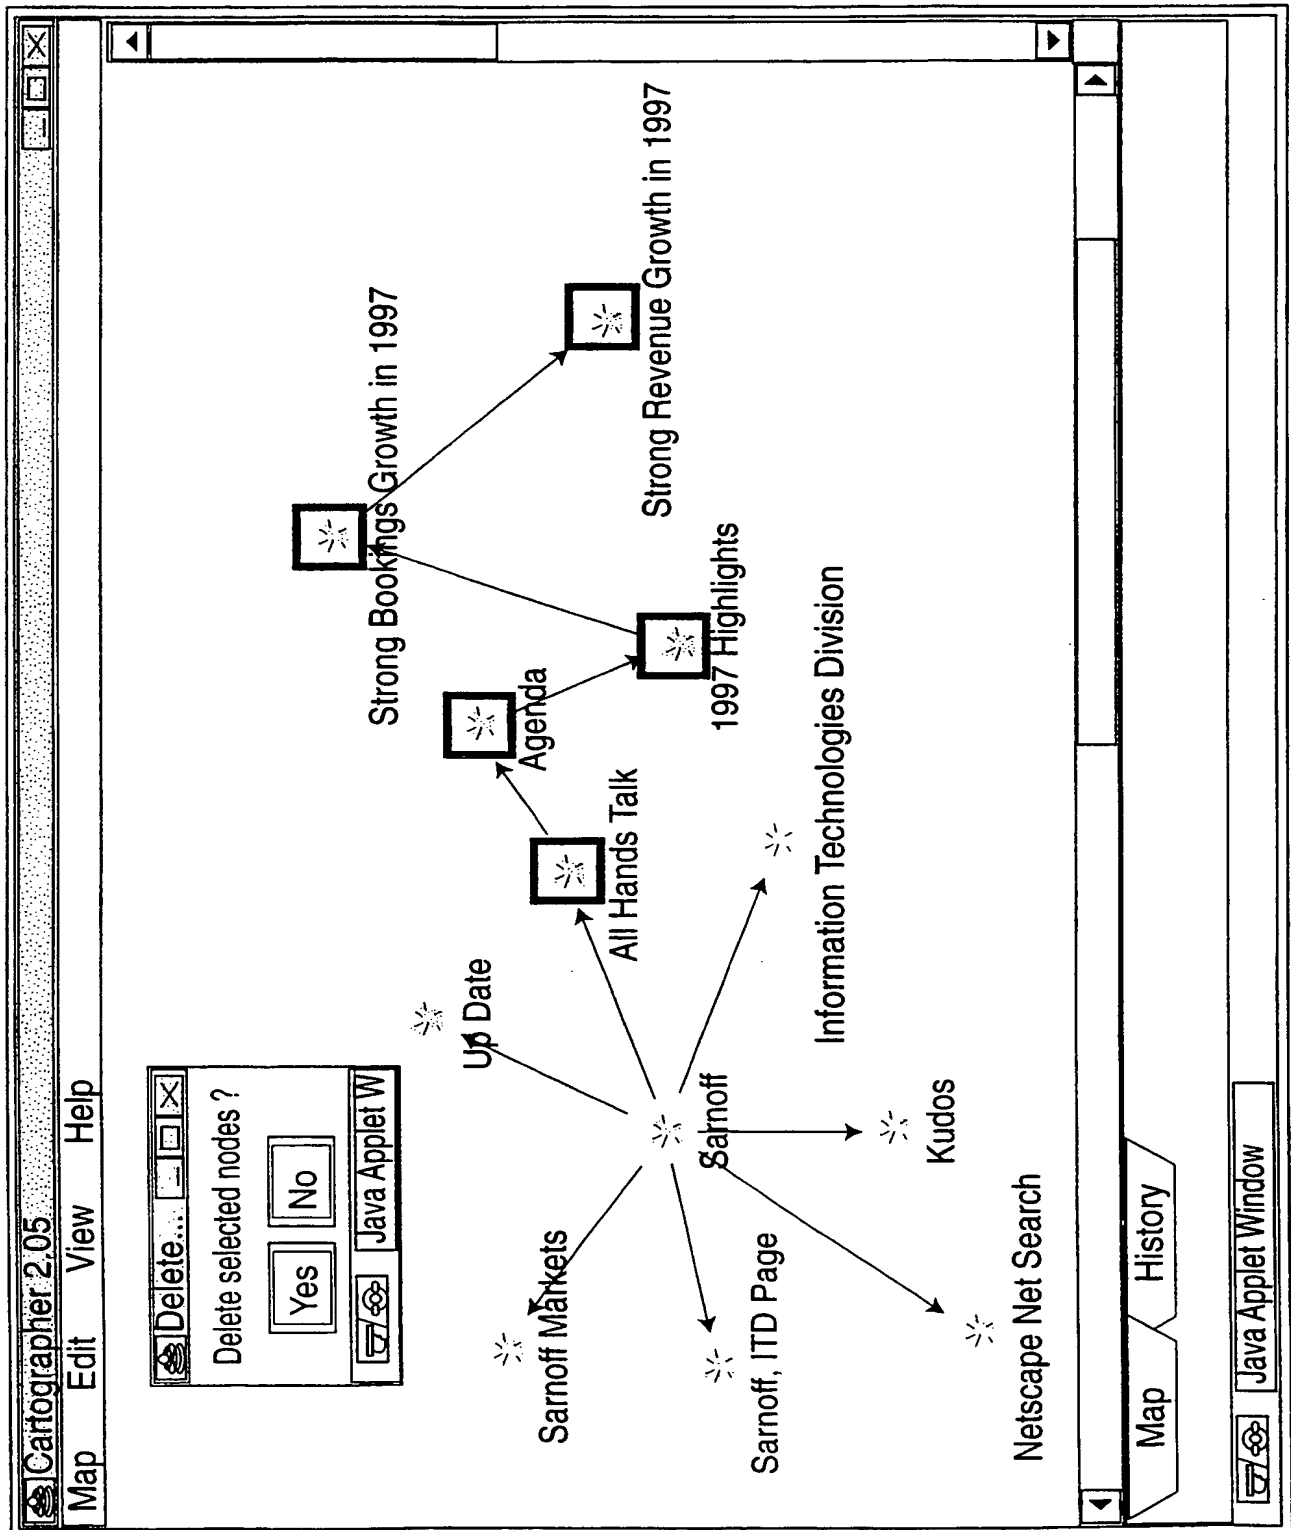 Cartographer 2.05
Map Edit View Help
Delete...
Delete selected nodes ?
Yes No
Java Applet W
Strong Bookings Growth in 1997
Up Date
Agenda
Sarnoff Markets
All Hands Talk
Strong Revenue Growth in 1997
Sarnoff
1997 Highlights
Sarnoff, ITD Page
Information Technologies Division
Kudos
Netscape Net Search
Map History
Java Applet Window